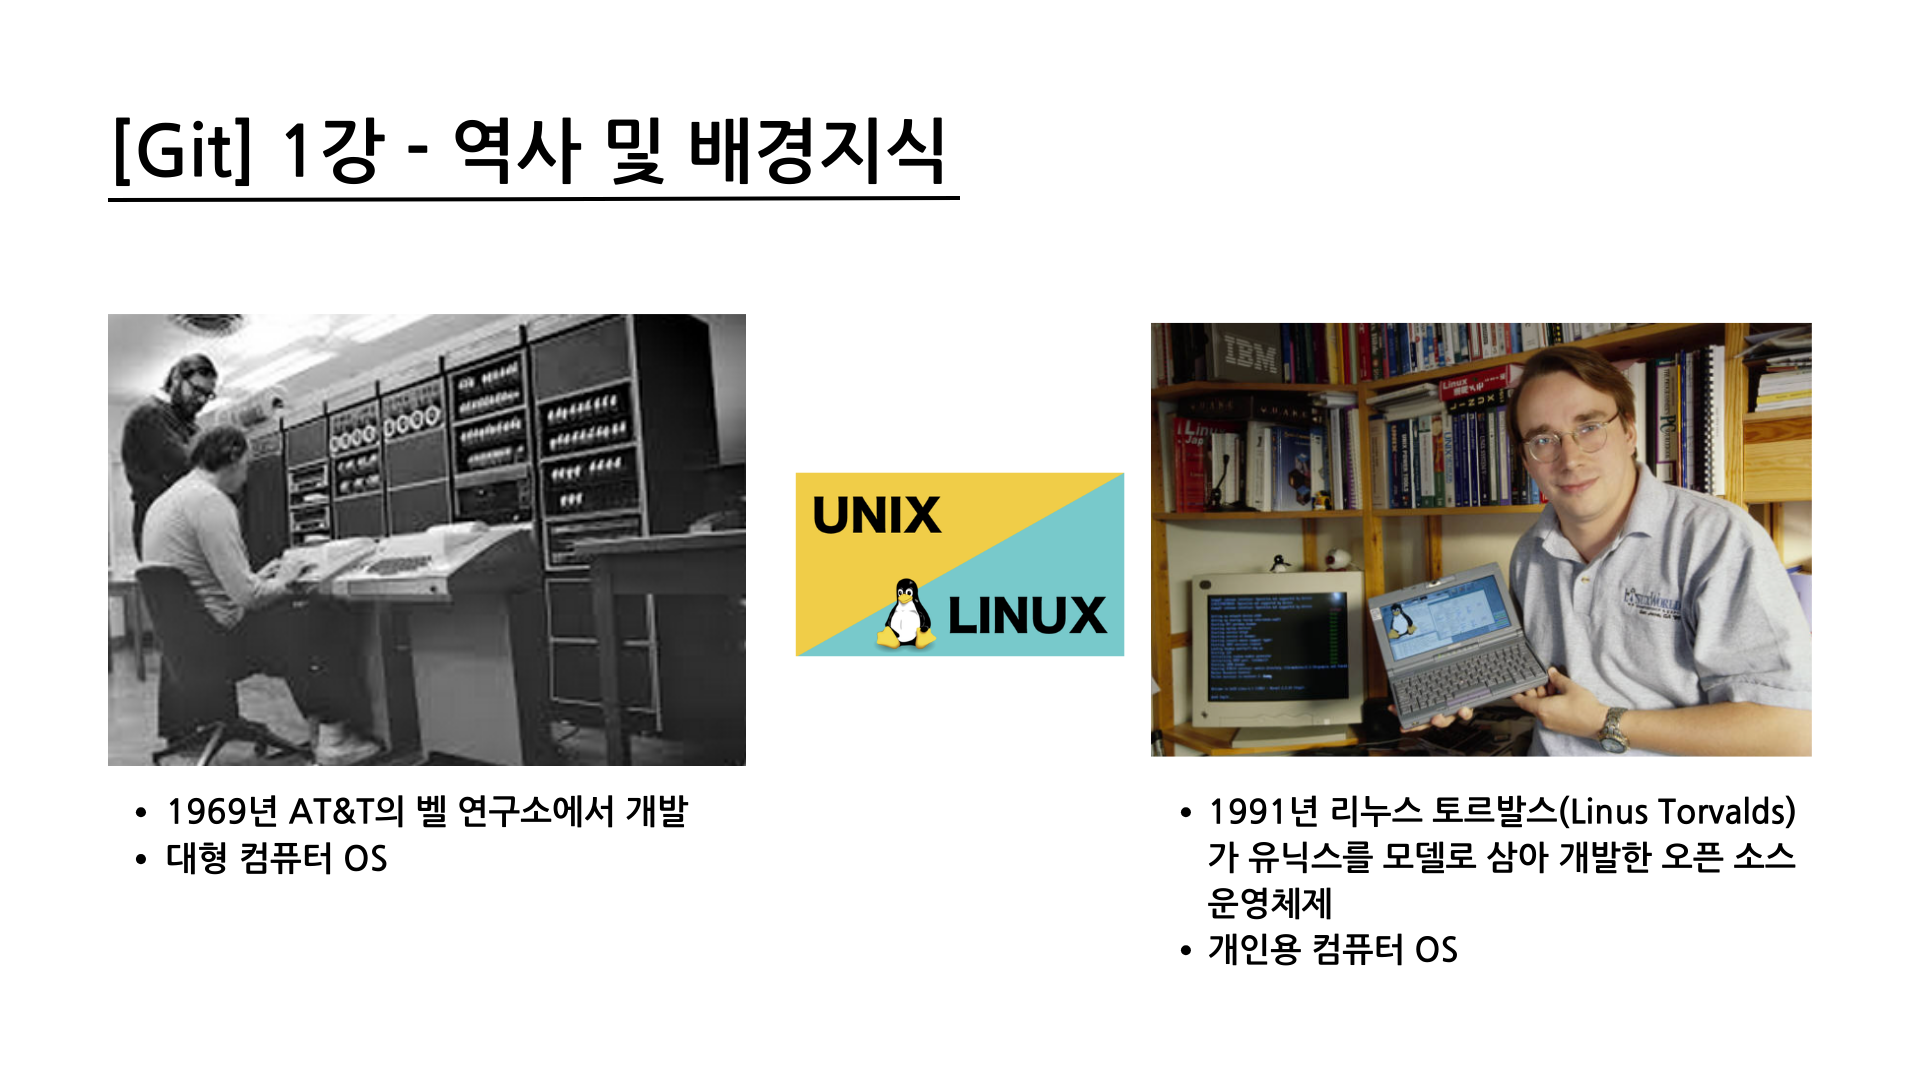 [Git] 1강 - 역사 및 배경지식
UNIX
LINUX
IBM
Linux
• 1969년 AT&T의 벨 연구소에서 개발
• 대형 컴퓨터 OS
• 1991년 리누스 토르발스(Linus Torvalds)
가 유닉스를 모델로 삼아 개발한 오픈 소스
운영체제
• 개인용 컴퓨터 OS